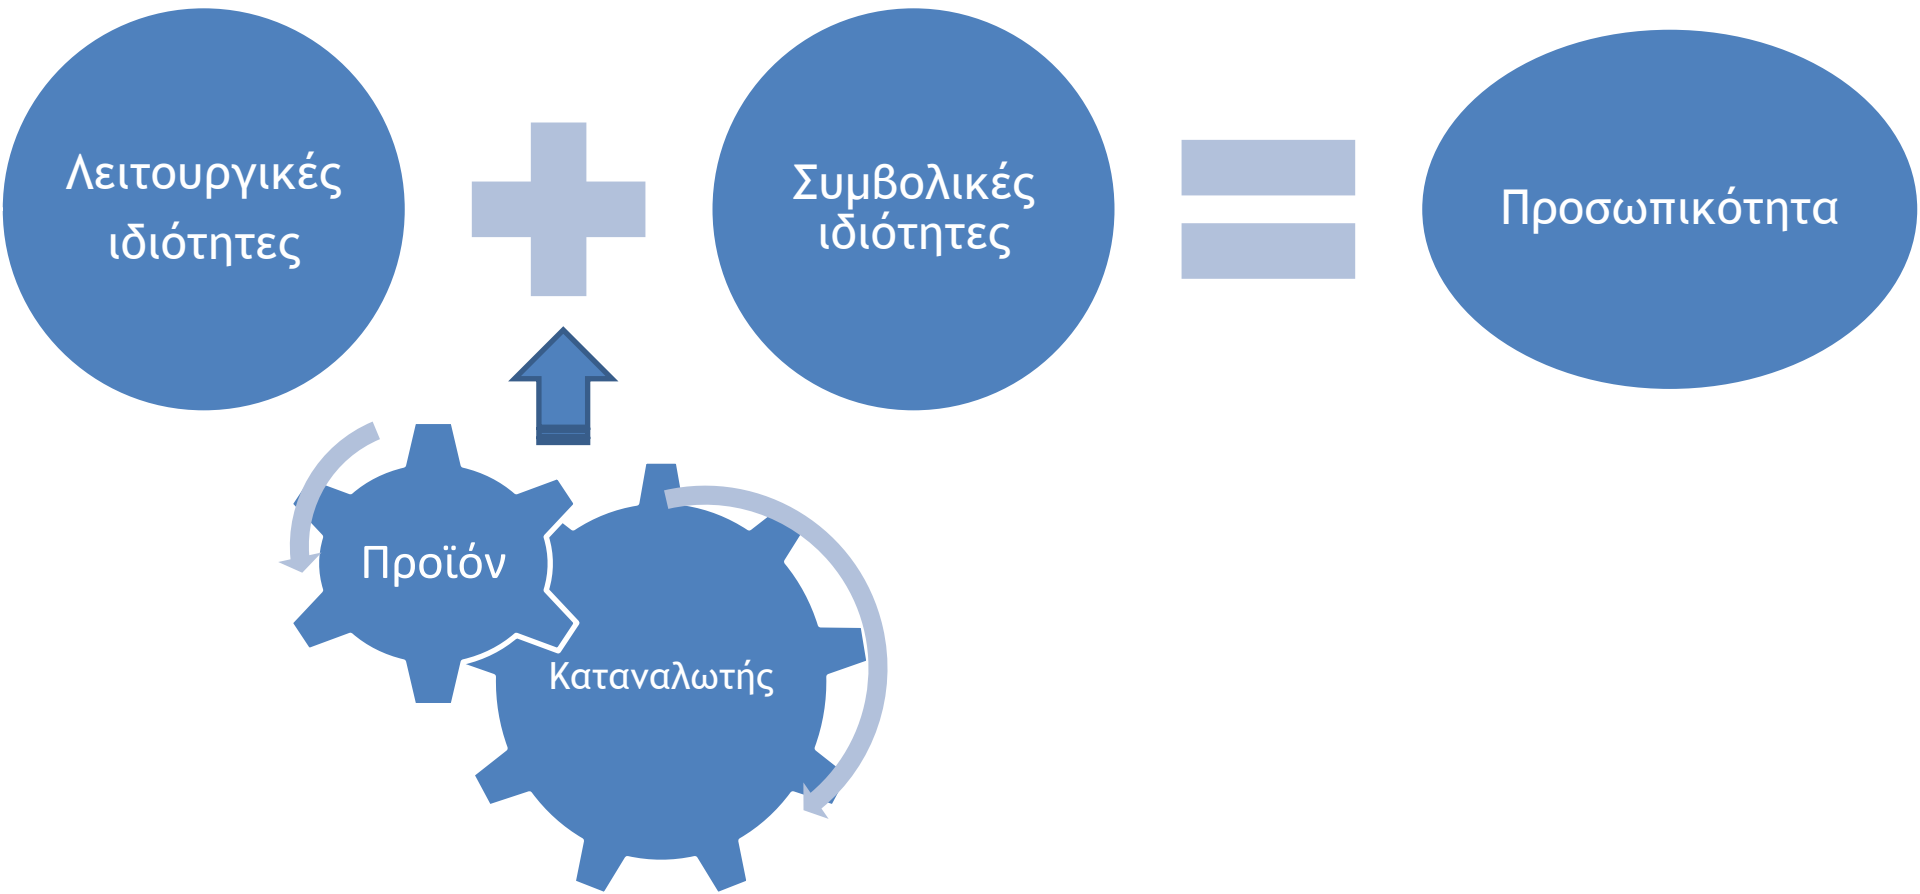 Λειτουργικές
ιδιότητες
Συμβολικές
ιδιότητες
Προσωπικότητα
Προϊόν
Καταναλωτής